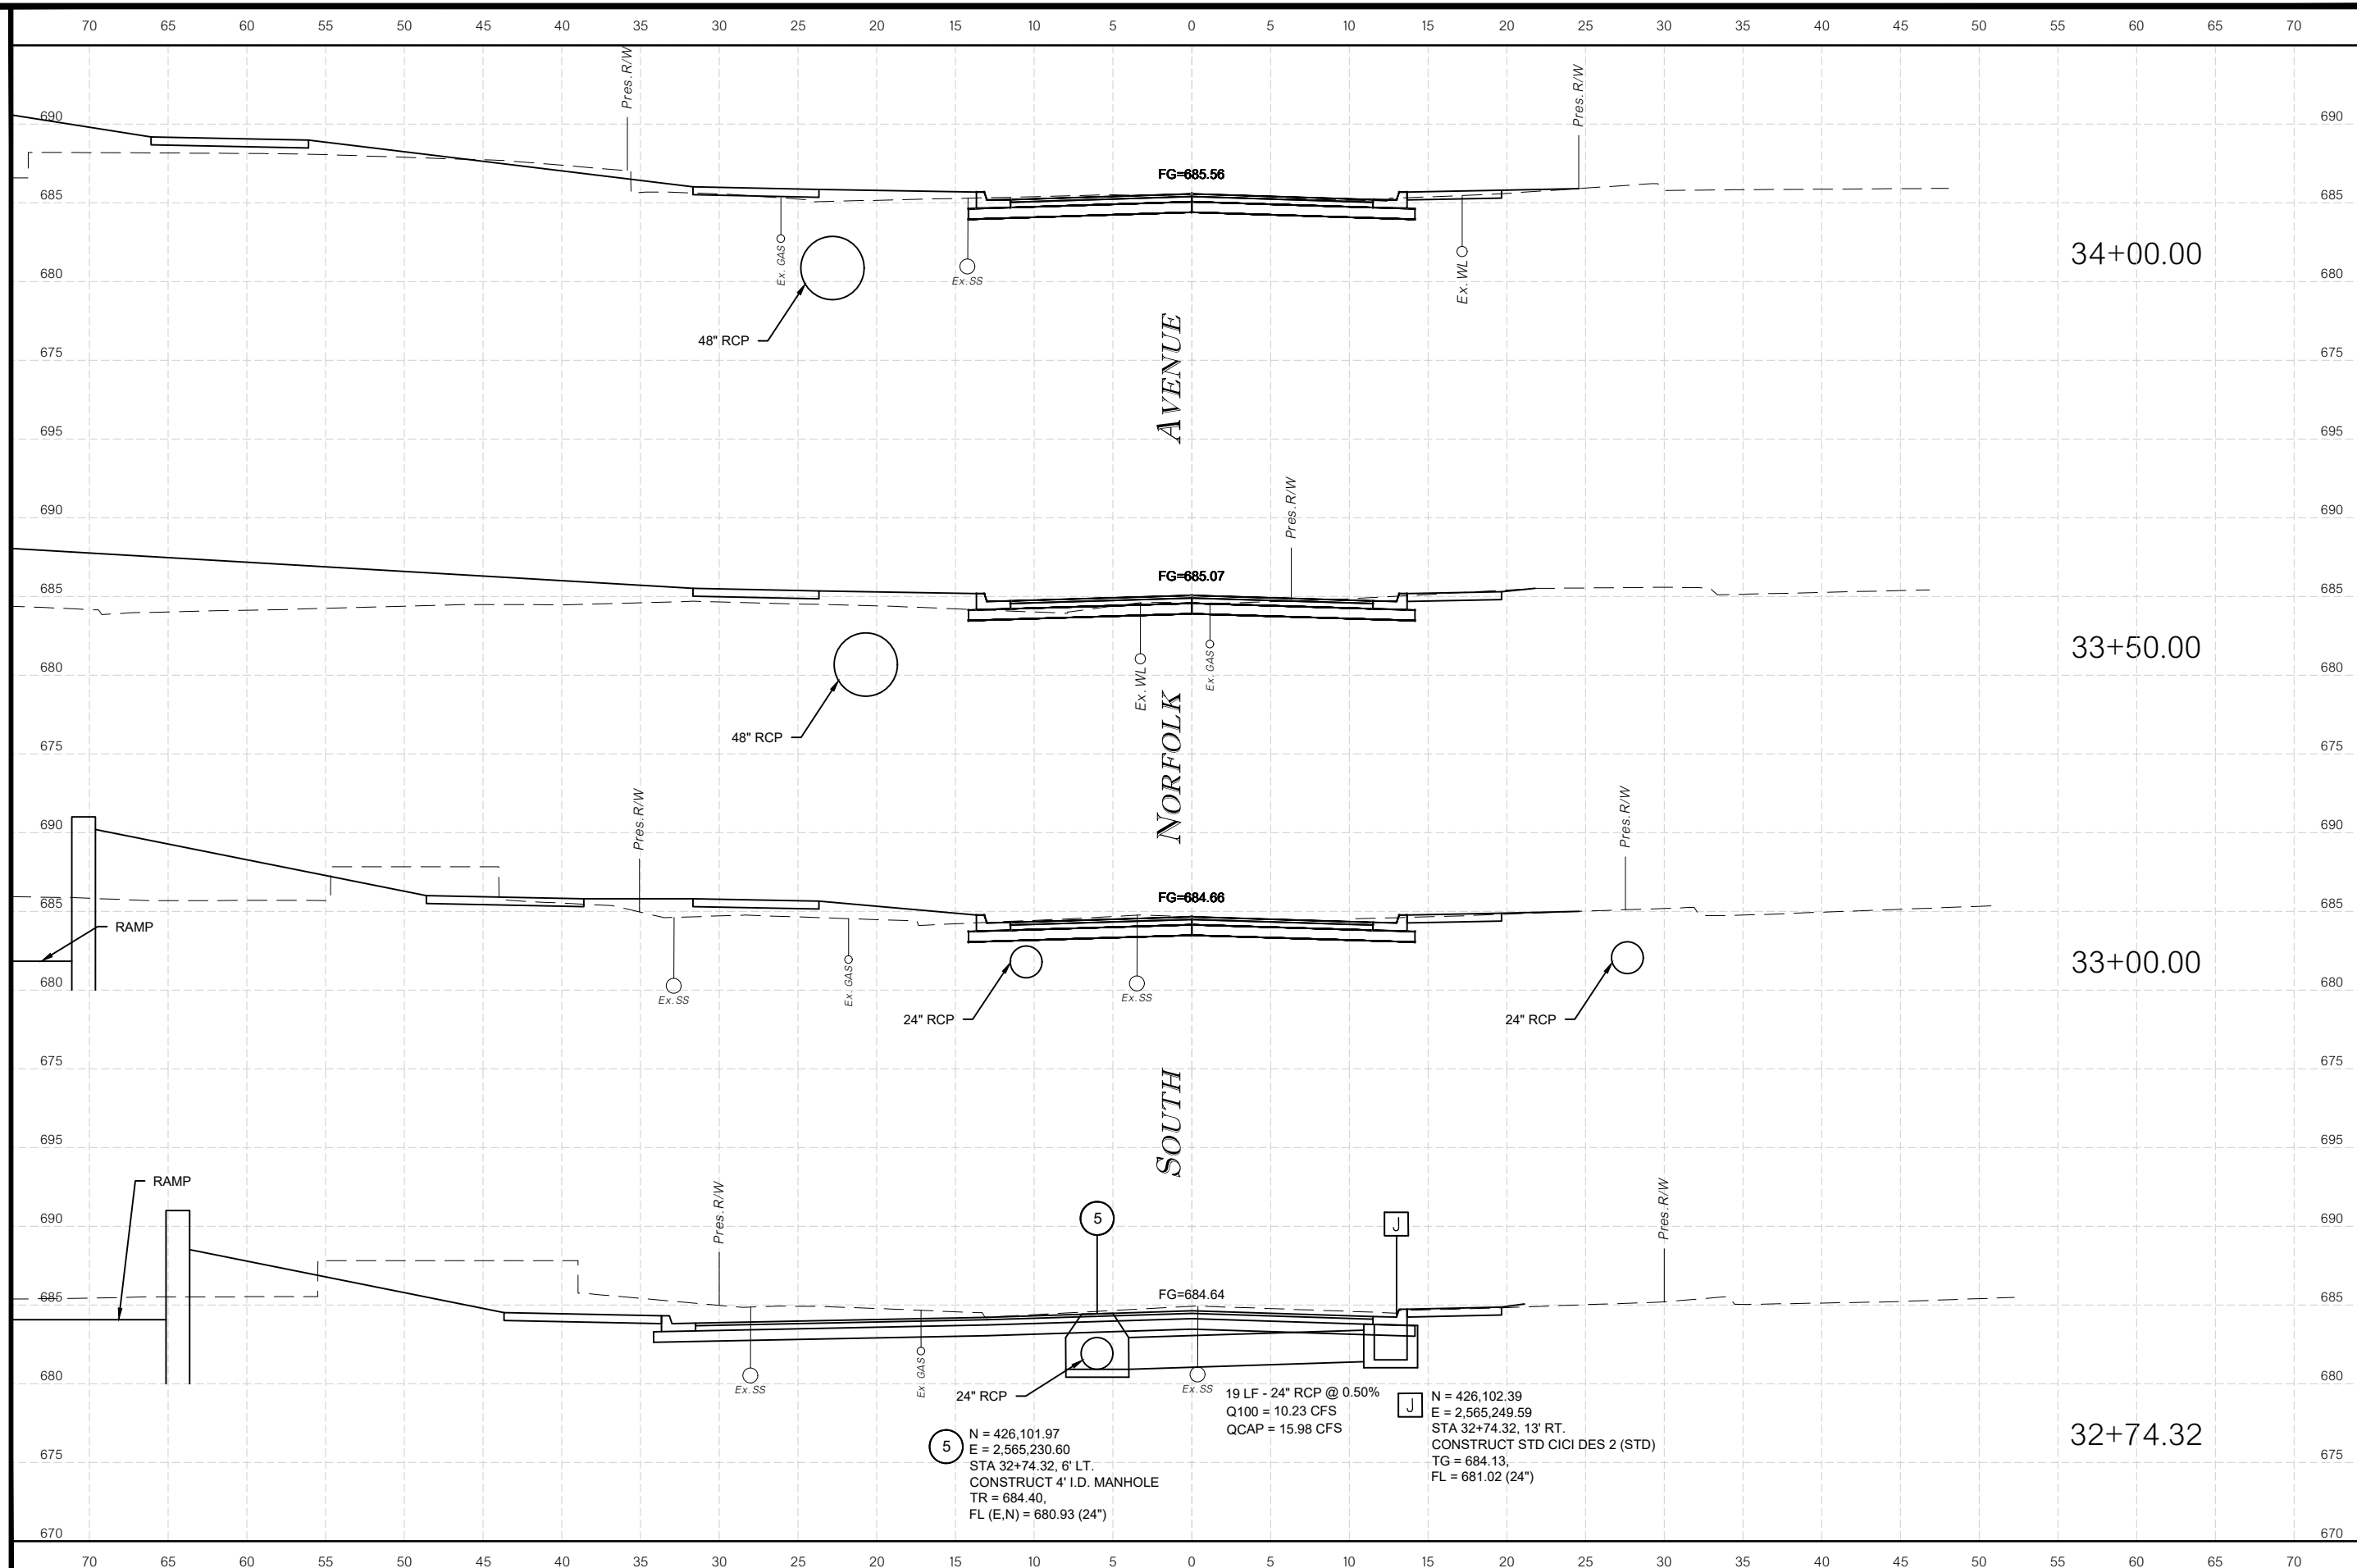 70 65 60 55 50 45 40 35 30 25 20 15 10 5 0 5 10 15 20 25 30 35 40 45 50 55 60 65 70
Pres.R/W
Pres.R/W
690 690
FG=685.56
685 685
34+00.00
680 680
Ex. GAS
Ex.SS
Ex. WL
48" RCP
675 675
AVENUE
695 695
Pres.R/W
690 690
FG=685.07
685 685
33+50.00
680 680
Ex. WL
Ex. GAS
48" RCP
675 675
NORFOLK
Pres.R/W
Pres.R/W
690 690
FG=684.66
685 685
RAMP
33+00.00
680 680
Ex.SS
Ex. GAS
Ex.SS
24" RCP
24" RCP
675 675
SOUTH
695 695
RAMP
Pres.R/W
Pres.R/W
690 690
5
J
FG=684.64
685 685
680 680
Ex.SS
Ex. GAS
Ex.SS
24" RCP
19 LF - 24" RCP @ 0.50%
Q100 = 10.23 CFS
QCAP = 15.98 CFS
J
N = 426,102.39
E = 2,565,249.59
STA 32+74.32, 13' RT.
CONSTRUCT STD CICI DES 2 (STD)
TG = 684.13,
FL = 681.02 (24")
32+74.32
5
N = 426,101.97
E = 2,565,230.60
STA 32+74.32, 6' LT.
CONSTRUCT 4' I.D. MANHOLE
TR = 684.40,
FL (E,N) = 680.93 (24")
675 675
670 670
70 65 60 55 50 45 40 35 30 25 20 15 10 5 0 5 10 15 20 25 30 35 40 45 50 55 60 65 70